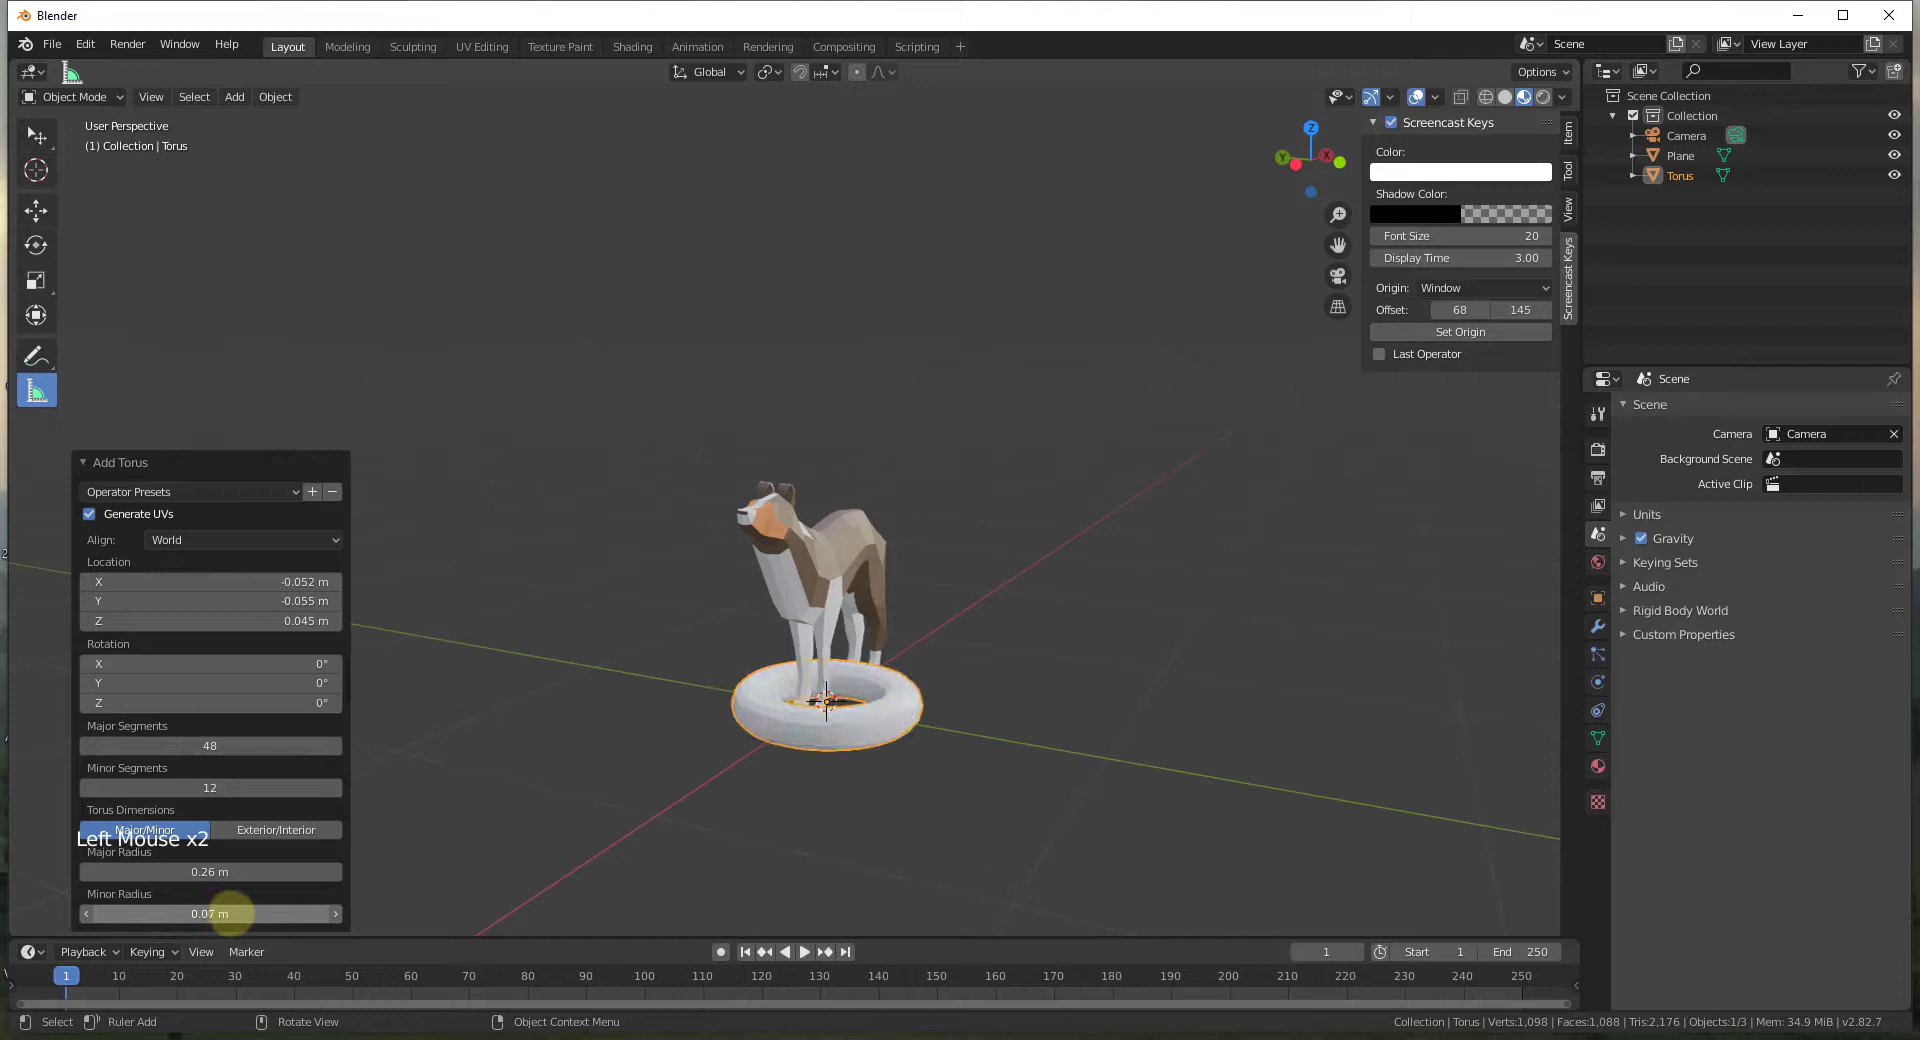 Blender
File Edit Render Window Help Layout Modeling Sculpting UV Editing Texture Paint Shading Animation Rendering Compositing Scripting + Scene View Layer
Global Options
Object Mode View Select Add Object
User Perspective
(1) Collection | Torus
Z
Y
X
Screencast Keys
Color:
Shadow Color:
Font Size 20
Display Time 3.00
Origin: Window
Offset: 68 145
Set Origin
Last Operator
Item
Tool
View
Screencast Keys
Scene Collection
Collection
Camera
Plane
Torus
Scene
Scene
Camera Camera
Background Scene
Active Clip
Units
Gravity
Keying Sets
Audio
Rigid Body World
Custom Properties
Add Torus
Operator Presets
Generate UVs
Align: World
Location
X -0.052 m
Y -0.055 m
Z 0.045 m
Rotation
X 0°
Y 0°
Z 0°
Major Segments
48
Minor Segments
12
Torus Dimensions
Major/Minor Exterior/Interior
Left Mouse x2
Major Radius
0.26 m
Minor Radius
0.07 m
Playback Keying View Marker 1 Start 1 End 250
1 10 20 30 40 50 60 70 80 90 100 110 120 130 140 150 160 170 180 190 200 210 220 230 240 250
Select Ruler Add Rotate View Object Context Menu Collection | Torus | Verts:1,098 | Faces:1,088 | Tris:2,176 | Objects:1/3 | Mem: 34.9 MiB | v2.82.7